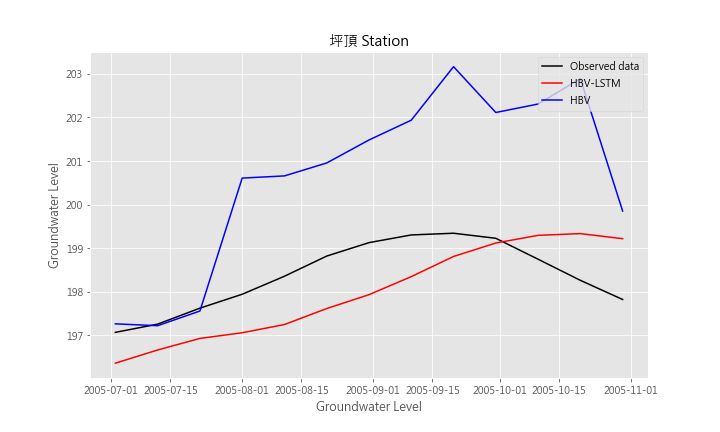 坪頂 Station
Observed data
HBV-LSTM
HBV
Groundwater Level
203
202
201
200
199
198
197
2005-07-01 2005-07-15 2005-08-01 2005-08-15 2005-09-01 2005-09-15 2005-10-01 2005-10-15 2005-11-01
Groundwater Level